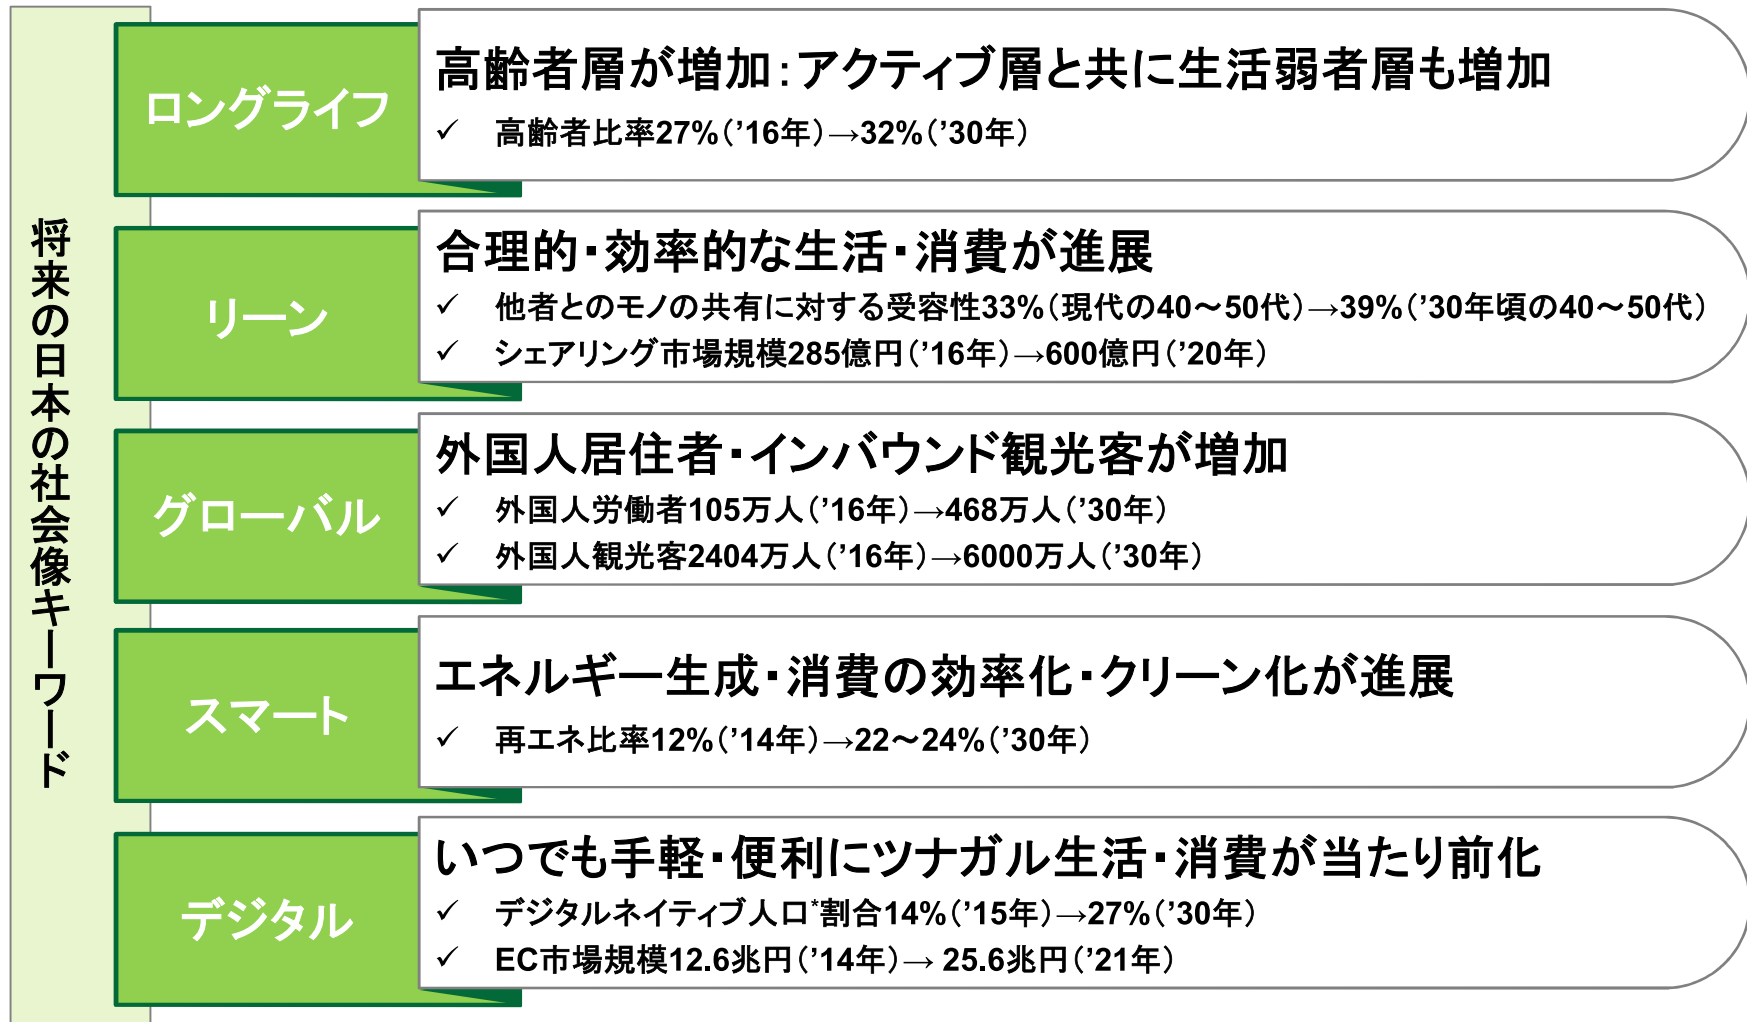 将来の日本の社会像キーワード
ロングライフ
高齢者層が増加：アクティブ層と共に生活弱者層も増加
✓ 高齢者比率27%（’16年）→32%（’30年）
リーン
合理的・効率的な生活・消費が進展
✓ 他者とのモノの共有に対する受容性33%（現代の40～50代）→39%（’30年頃の40～50代）
✓ シェアリング市場規模285億円（’16年）→600億円（’20年）
グローバル
外国人居住者・インバウンド観光客が増加
✓ 外国人労働者105万人（’16年）→468万人（’30年）
✓ 外国人観光客2404万人（’16年）→6000万人（’30年）
スマート
エネルギー生成・消費の効率化・クリーン化が進展
✓ 再エネ比率12%（’14年）→22～24%（’30年）
デジタル
いつでも手軽・便利にツナガル生活・消費が当たり前化
✓ デジタルネイティブ人口*割合14%（’15年）→27%（’30年）
✓ EC市場規模12.6兆円（’14年）→ 25.6兆円（’21年）